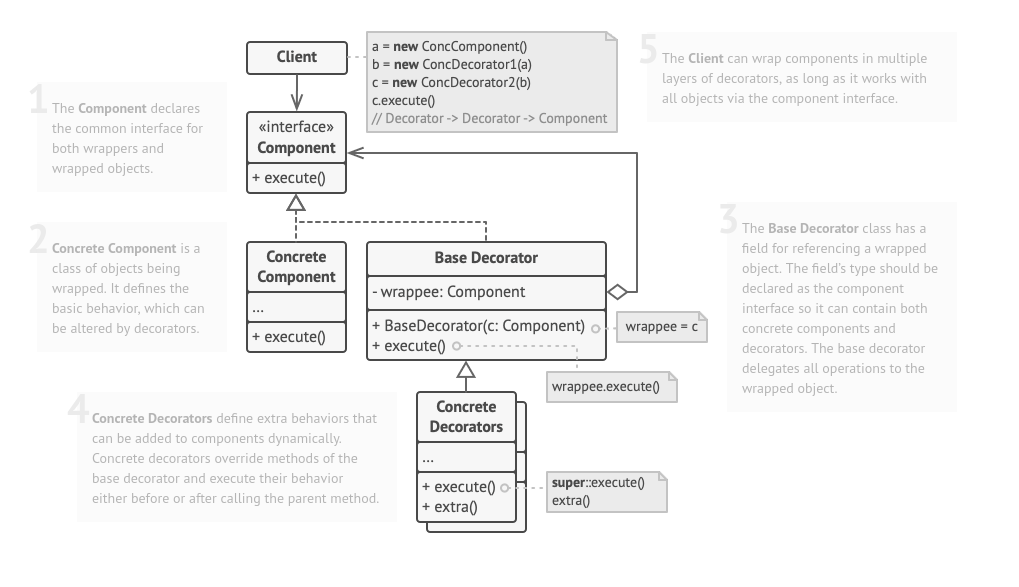 Client
a = new ConcComponent()
b = new ConcDecorator1(a)
c = new ConcDecorator2(b)
c.execute()
// Decorator -> Decorator -> Component
5
The Client can wrap components in multiple
layers of decorators, as long as it works with
all objects via the component interface.
1
The Component declares
the common interface for
both wrappers and
wrapped objects.
«interface»
Component
+ execute()
2
Concrete Component is a
class of objects being
wrapped. It defines the
basic behavior, which can
be altered by decorators.
Concrete
Component
...
+ execute()
Base Decorator
- wrappee: Component
+ BaseDecorator(c: Component)
+ execute()
wrappee = c
wrappee.execute()
3
The Base Decorator class has a
field for referencing a wrapped
object. The field's type should be
declared as the component
interface so it can contain both
concrete components and
decorators. The base decorator
delegates all operations to the
wrapped object.
4
Concrete Decorators define extra behaviors that
can be added to components dynamically.
Concrete decorators override methods of the
base decorator and execute their behavior
either before or after calling the parent method.
Concrete
Decorators
...
+ execute()
+ extra()
super::execute()
extra()